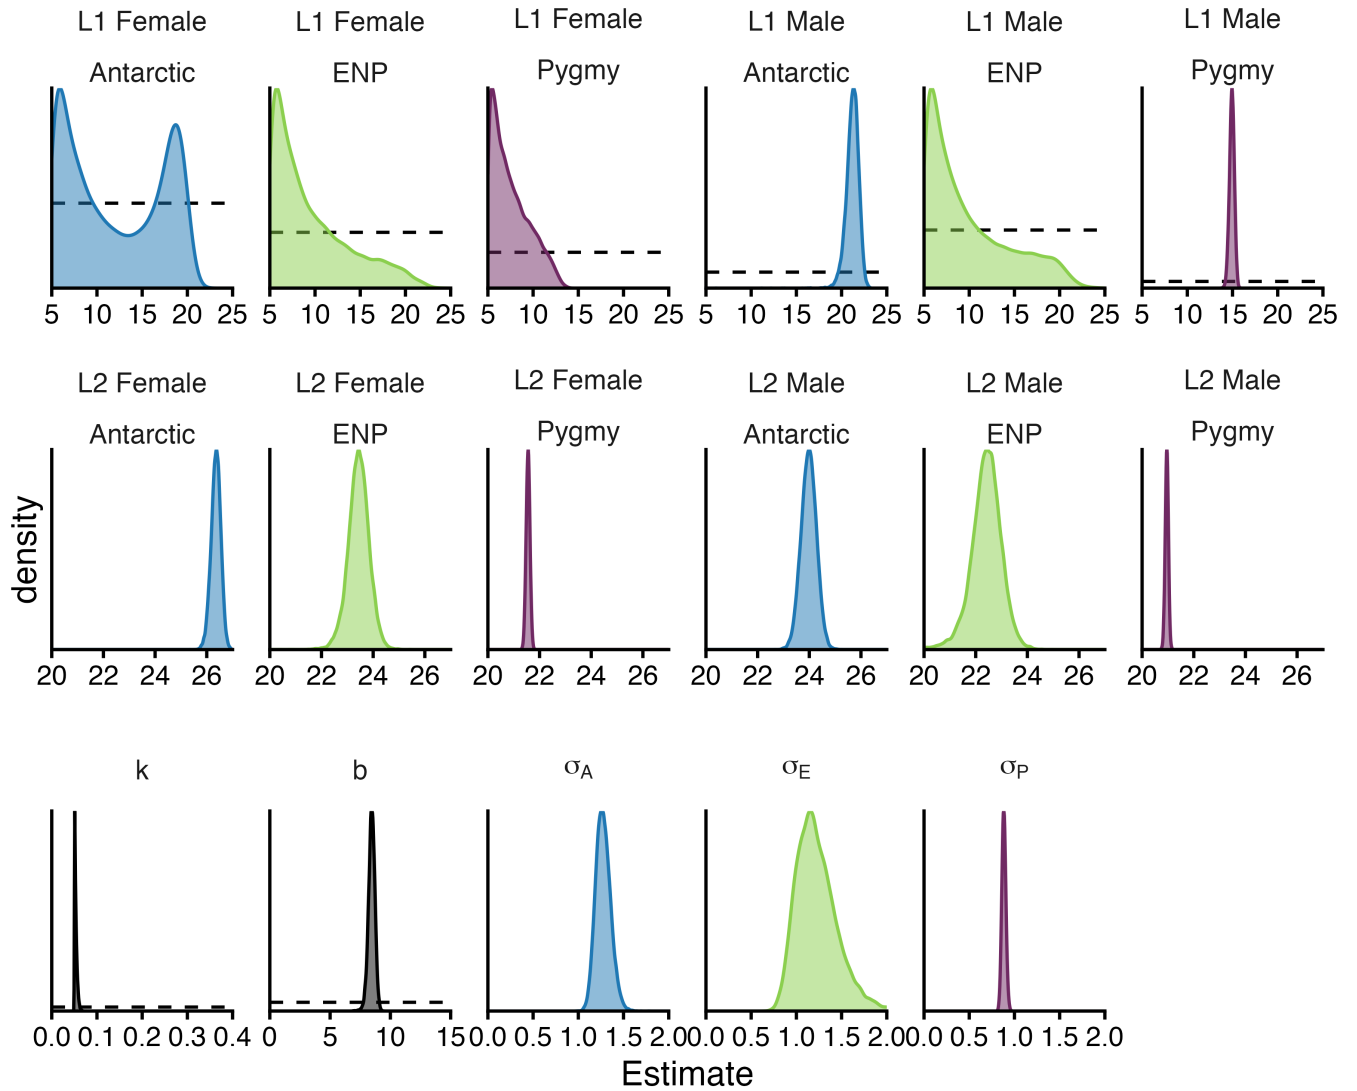 L1 Female L1 Female L1 Female L1 Male L1 Male L1 Male
Antarctic ENP Pygmy Antarctic ENP Pygmy
5 10 15 20 25 5 10 15 20 25 5 10 15 20 25 5 10 15 20 25 5 10 15 20 25 5 10 15 20 25
L2 Female L2 Female L2 Female L2 Male L2 Male L2 Male
Antarctic ENP Pygmy Antarctic ENP Pygmy
density
20 22 24 26 20 22 24 26 20 22 24 26 20 22 24 26 20 22 24 26 20 22 24 26
k b σA σE σP
0.0 0.1 0.2 0.3 0.4 0 5 10 15 0.0 0.5 1.0 1.5 2.0 0.0 0.5 1.0 1.5 2.0 0.0 0.5 1.0 1.5 2.0
Estimate